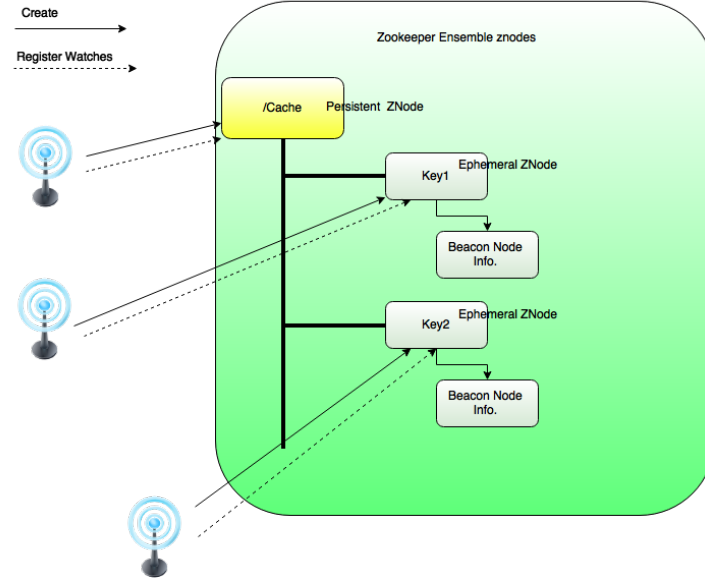 Create
Register Watches
Zookeeper Ensemble znodes
/Cache
Persistent ZNode
Ephemeral ZNode
Key1
Beacon Node
Info.
Ephemeral ZNode
Key2
Beacon Node
Info.